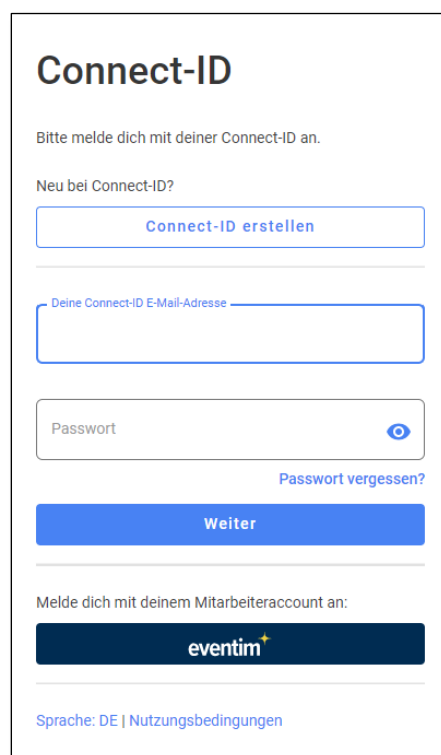 Connect-ID
Bitte melde dich mit deiner Connect-ID an.
Neu bei Connect-ID?
Connect-ID erstellen
Deine Connect-ID E-Mail-Adresse
Passwort
Passwort vergessen?
Weiter
Melde dich mit deinem Mitarbeiteraccount an:
eventim
Sprache: DE | Nutzungsbedingungen